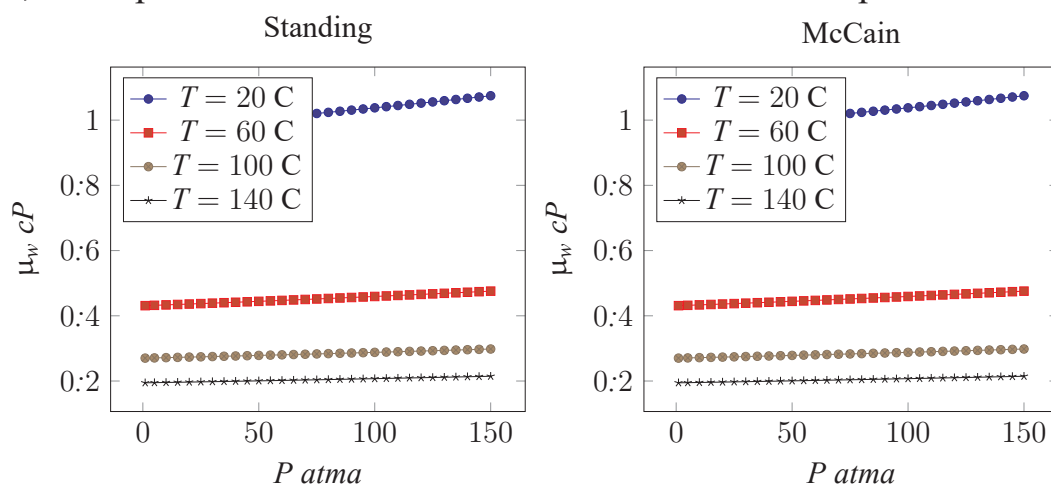 Standing
T = 20 C
T = 60 C
T = 100 C
T = 140 C
1
0:8
0:6
0:4
0:2
μw cP
0 50 100 150
P atma
McCain
T = 20 C
T = 60 C
T = 100 C
T = 140 C
1
0:8
0:6
0:4
0:2
μw cP
0 50 100 150
P atma